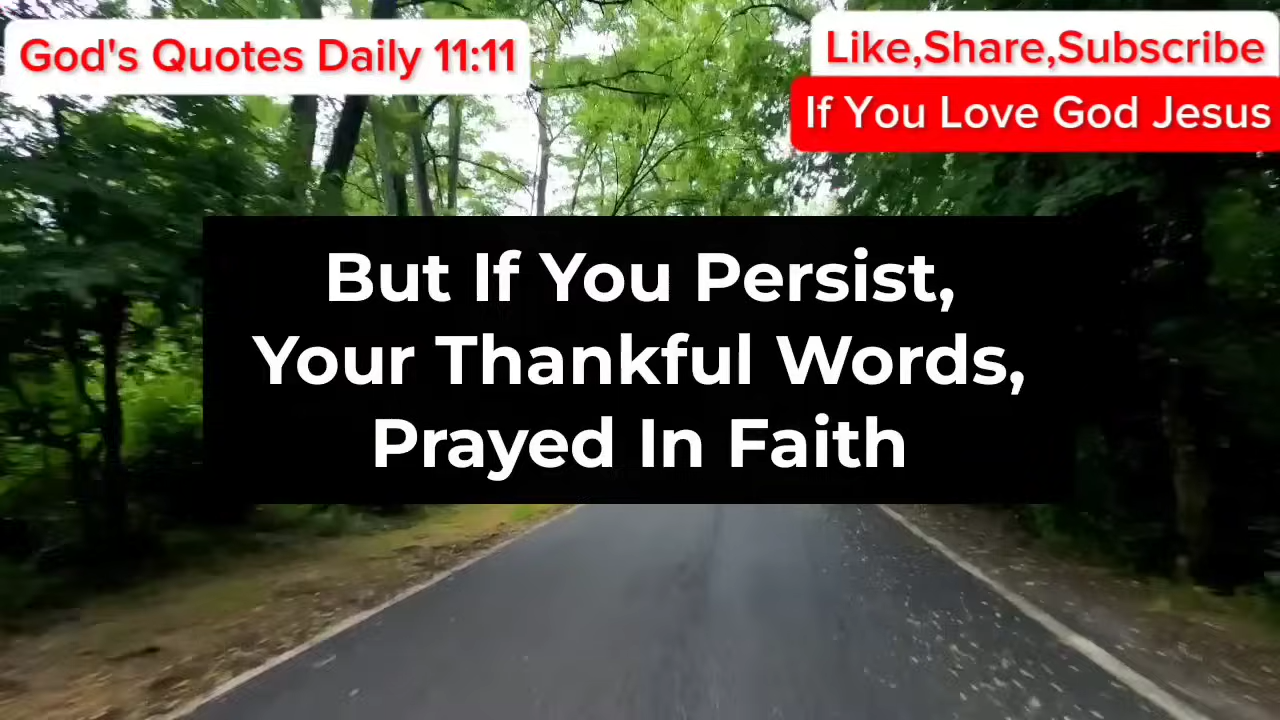 God's Quotes Daily 11:11
Like,Share,Subscribe
If You Love God Jesus
But If You Persist,
Your Thankful Words,
Prayed In Faith